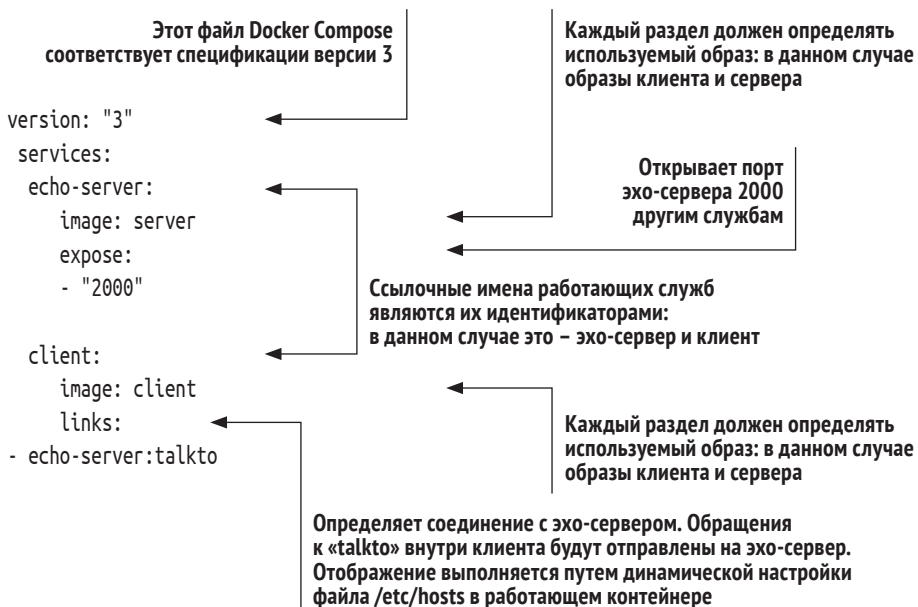 Этот файл Docker Compose
соответствует спецификации версии 3
Каждый раздел должен определять
используемый образ: в данном случае
образы клиента и сервера
version: "3"
services:
echo-server:
image: server
expose:
- "2000"
Открывает порт
эхо-сервера 2000
другим службам
Ссылочные имена работающих служб
являются их идентификаторами:
в данном случае это – эхо-сервер и клиент
client:
image: client
links:
- echo-server:talkto
Каждый раздел должен определять
используемый образ: в данном случае
образы клиента и сервера
Определяет соединение с эхо-сервером. Обращения
к «talkto» внутри клиента будут отправлены на эхо-сервер.
Отображение выполняется путем динамической настройки
файла /etc/hosts в работающем контейнере